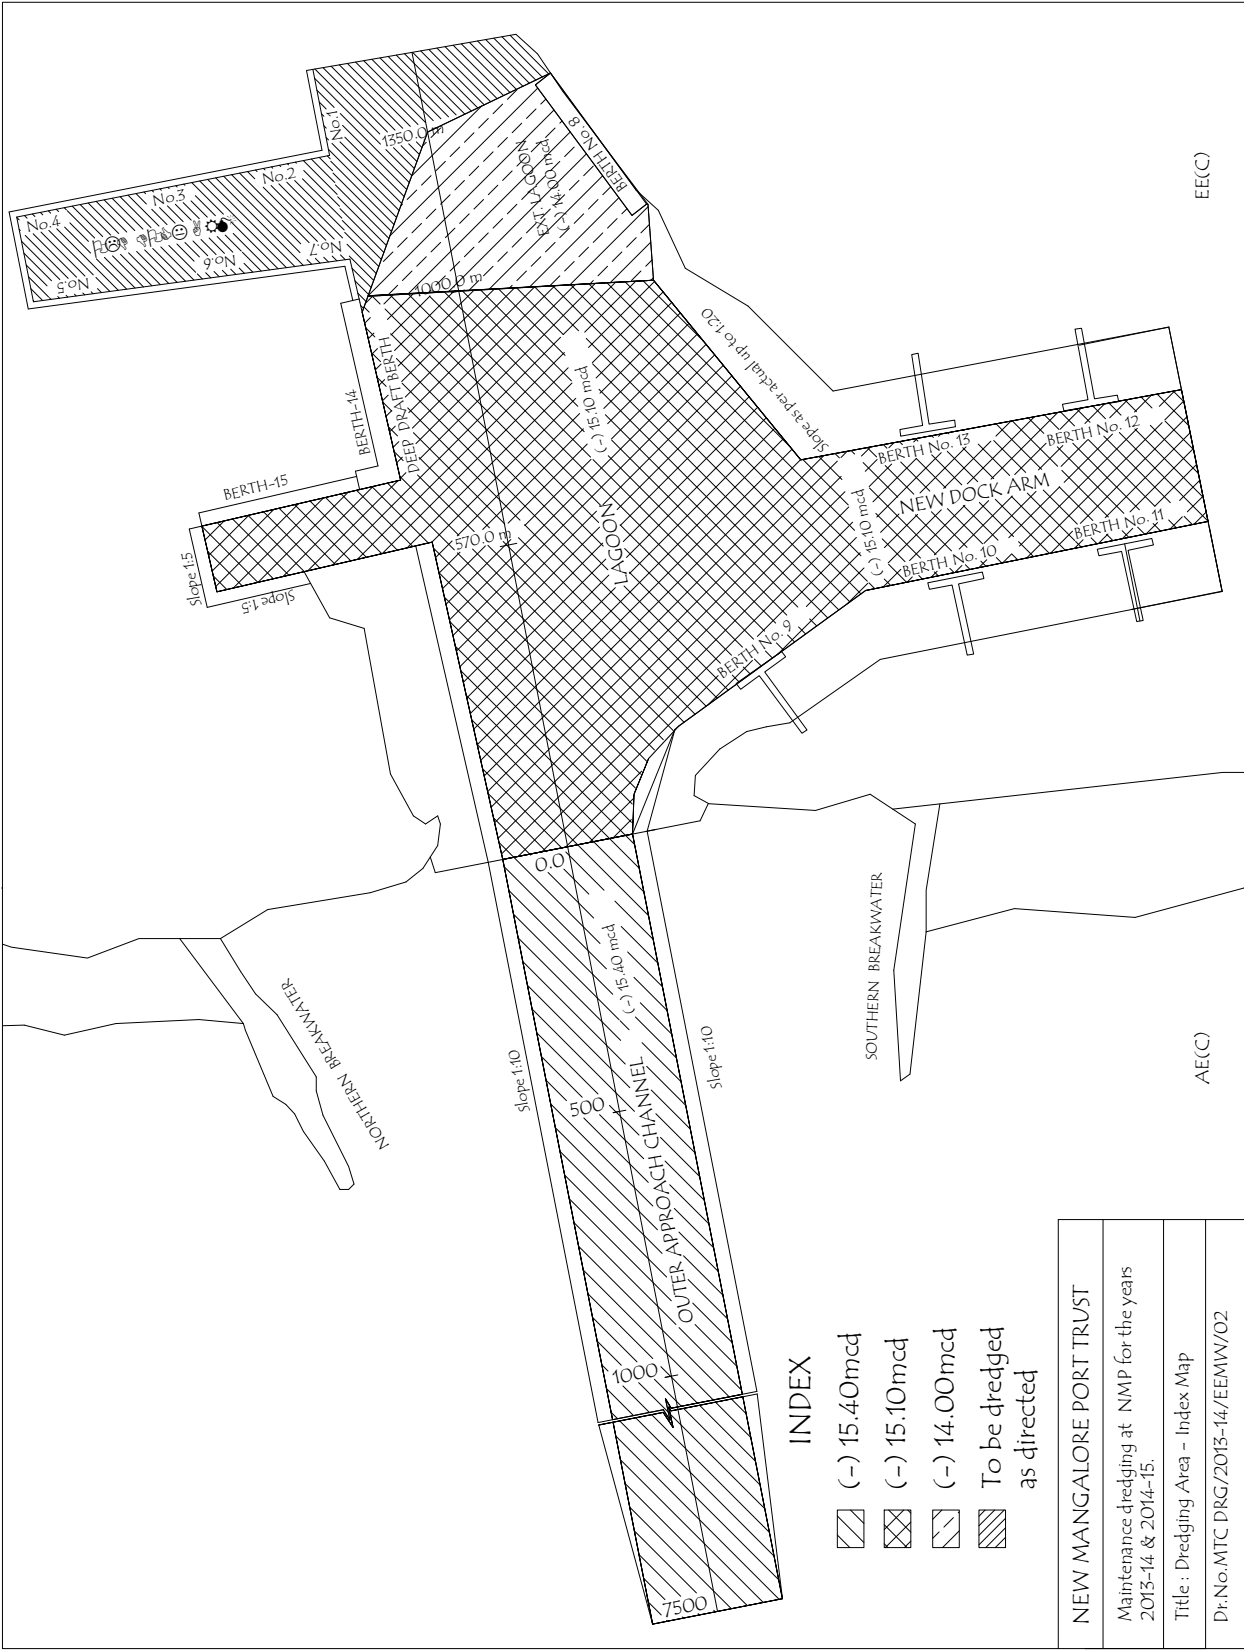 No.4
No.3
No.2
No.1
No.5
No.6
No.7
1350.0 m
EXT. LAGOON
(-) 14.00mcd
BERTH No. 8
1000.0 m
DEEP DRAFT BERTH
BERTH-14
BERTH-15
Slope 1:5
Slope 1:5
570.0 m
LAGOON
(-) 15.10 mcd
Slope as per actual up to 1:20
BERTH No. 13
BERTH No. 12
NEW DOCK ARM
(-) 15.10 mcd
BERTH No. 10
BERTH No. 11
BERTH No. 9
0.0
(-) 15.40 mcd
NORTHERN BREAKWATER
SOUTHERN BREAKWATER
Slope 1:10
Slope 1:10
500
OUTER APPROACH CHANNEL
1000
7500
EE(C)
AE(C)
INDEX
(-) 15.40mcd
(-) 15.10mcd
(-) 14.00mcd
To be dredged
as directed
NEW MANGALORE PORT TRUST
Maintenance dredging at NMP for the years
2013-14 & 2014-15.
Title : Dredging Area - Index Map
Dr.No.MTC DRG/2013-14/EEMW/02